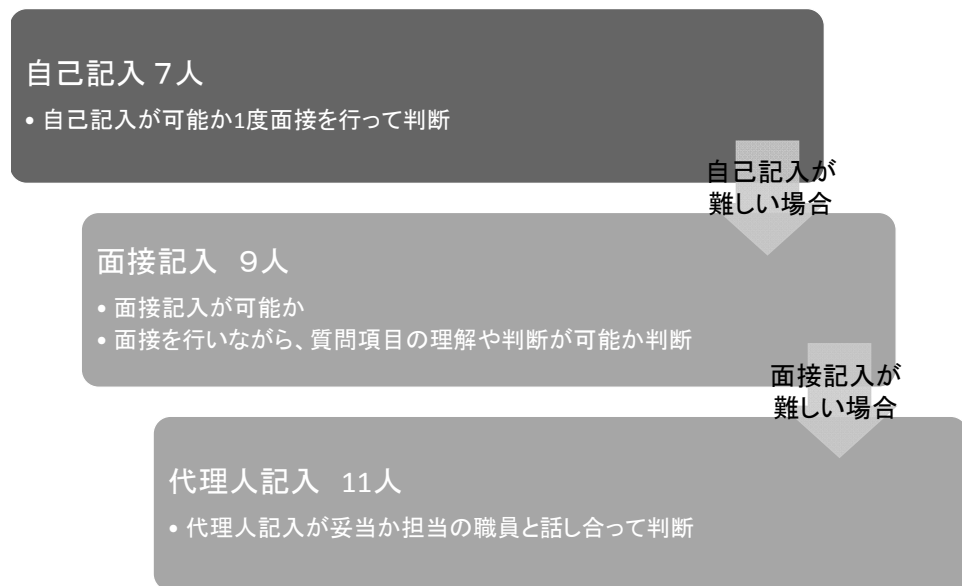 自己記入 7人
• 自己記入が可能か1度面接を行って判断
自己記入が
難しい場合
面接記入　9人
• 面接記入が可能か
• 面接を行いながら、質問項目の理解や判断が可能か判断
面接記入が
難しい場合
代理人記入　11人
• 代理人記入が妥当か担当の職員と話し合って判断